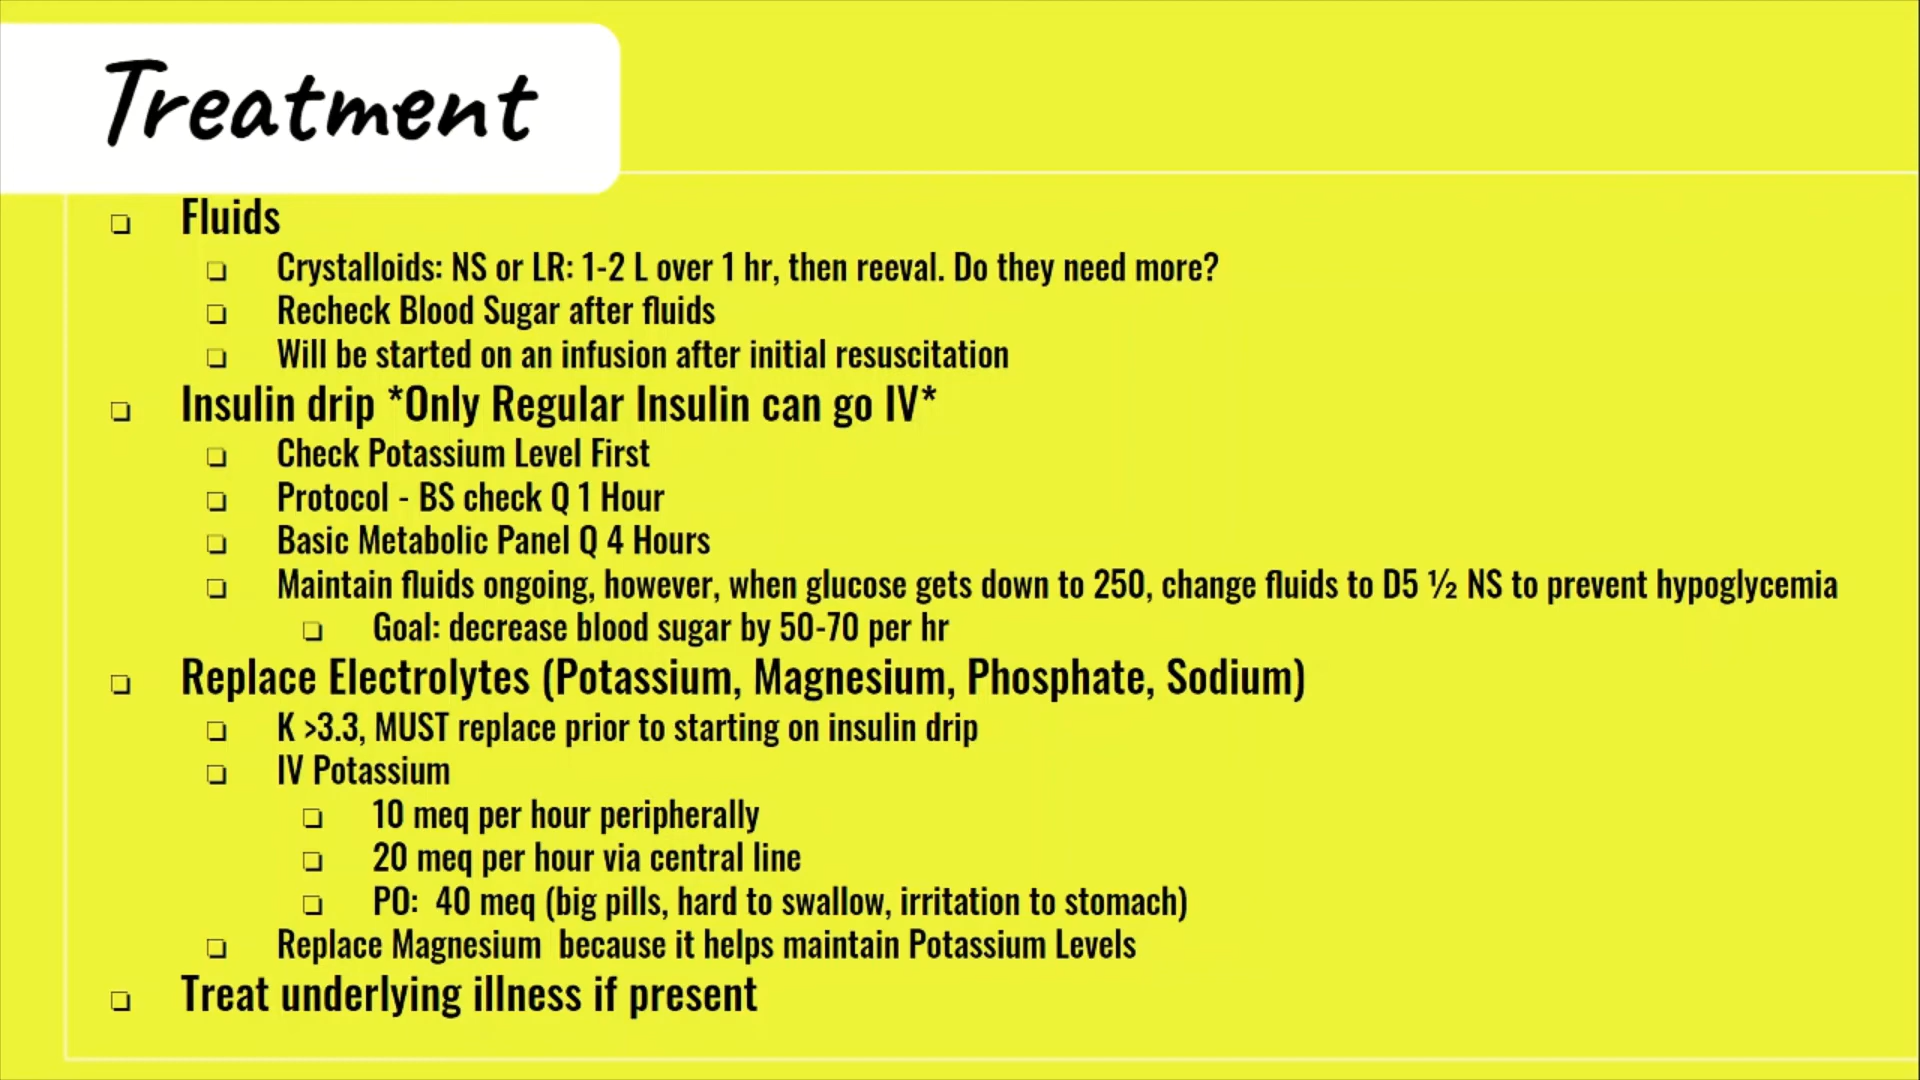 Treatment
Fluids
Crystalloids: NS or LR: 1-2 L over 1 hr, then reeval. Do they need more?
Recheck Blood Sugar after fluids
Will be started on an infusion after initial resuscitation
Insulin drip *Only Regular Insulin can go IV*
Check Potassium Level First
Protocol - BS check Q 1 Hour
Basic Metabolic Panel Q 4 Hours
Maintain fluids ongoing, however, when glucose gets down to 250, change fluids to D5 ½ NS to prevent hypoglycemia
Goal: decrease blood sugar by 50-70 per hr
Replace Electrolytes (Potassium, Magnesium, Phosphate, Sodium)
K >3.3, MUST replace prior to starting on insulin drip
IV Potassium
10 meq per hour peripherally
20 meq per hour via central line
PO: 40 meq (big pills, hard to swallow, irritation to stomach)
Replace Magnesium because it helps maintain Potassium Levels
Treat underlying illness if present